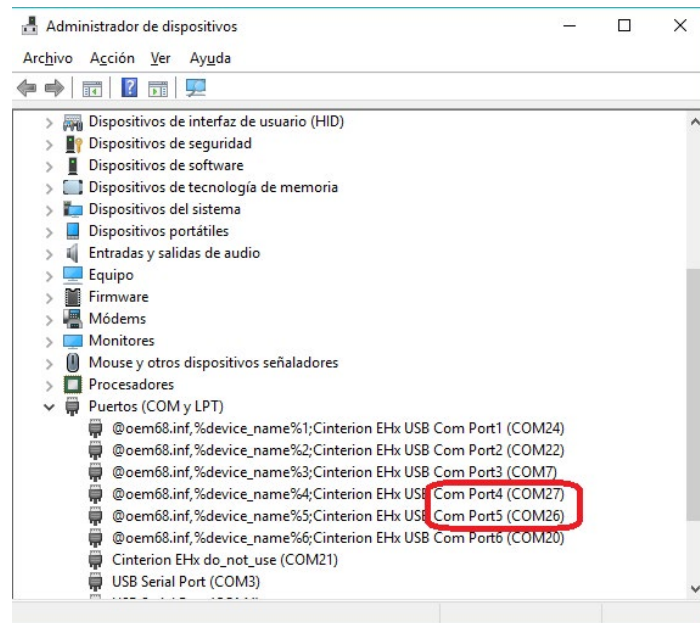 Administrador de dispositivos
Archivo Acción Ver Ayuda
Dispositivos de interfaz de usuario (HID)
Dispositivos de seguridad
Dispositivos de software
Dispositivos de tecnología de memoria
Dispositivos del sistema
Dispositivos portátiles
Entradas y salidas de audio
Equipo
Firmware
Módems
Monitores
Mouse y otros dispositivos señaladores
Procesadores
Puertos (COM y LPT)
@oem68.inf,%device_name%1;Cinterion EHx USB Com Port1 (COM24)
@oem68.inf,%device_name%2;Cinterion EHx USB Com Port2 (COM22)
@oem68.inf,%device_name%3;Cinterion EHx USB Com Port3 (COM7)
@oem68.inf,%device_name%4;Cinterion EHx USB Com Port4 (COM27)
@oem68.inf,%device_name%5;Cinterion EHx USB Com Port5 (COM26)
@oem68.inf,%device_name%6;Cinterion EHx USB Com Port6 (COM20)
Cinterion EHx do_not_use (COM21)
USB Serial Port (COM3)